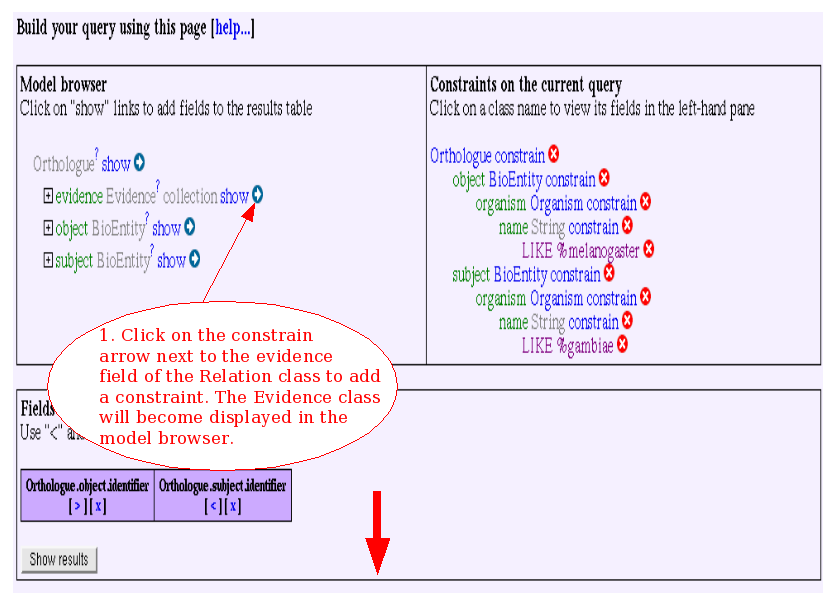 Build your query using this page [help...]
Model browser
Click on "show" links to add fields to the results table
Orthologue? show
evidence Evidence? collection show
object BioEntity? show
subject BioEntity? show
Constraints on the current query
Click on a class name to view its fields in the left-hand pane
Orthologue constrain
object BioEntity constrain
organism Organism constrain
name String constrain
LIKE %melanogaster
subject BioEntity constrain
organism Organism constrain
name String constrain
LIKE %gambiae
1. Click on the constrain
arrow next to the evidence
field of the Relation class to add
a constraint. The Evidence class
will become displayed in the
model browser.
Fields
Use "<"
Orthologue.object.identifier
[>][x]
Orthologue.subject.identifier
[<][x]
Show results